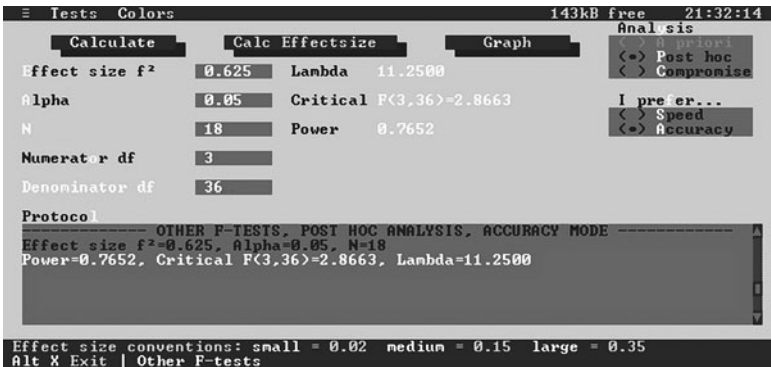 ≡ Tests Colors 143kB free 21:32:14
Analysis
Calculate Calc Effectsize Graph
( ) A priori
(•) Post hoc
( ) Compromise
Effect size f² 0.625 Lambda 11.2500
Alpha 0.05 Critical F(3,36)=2.8663
I prefer...
( ) Speed
(•) Accuracy
N 18 Power 0.7652
Numerator df 3
Denominator df 36
Protocol
------------- OTHER F-TESTS, POST HOC ANALYSIS, ACCURACY MODE -------------
Effect size f²=0.625, Alpha=0.05, N=18
Power=0.7652, Critical F(3,36)=2.8663, Lambda=11.2500
Effect size conventions: small = 0.02 medium = 0.15 large = 0.35
Alt X Exit | Other F-tests